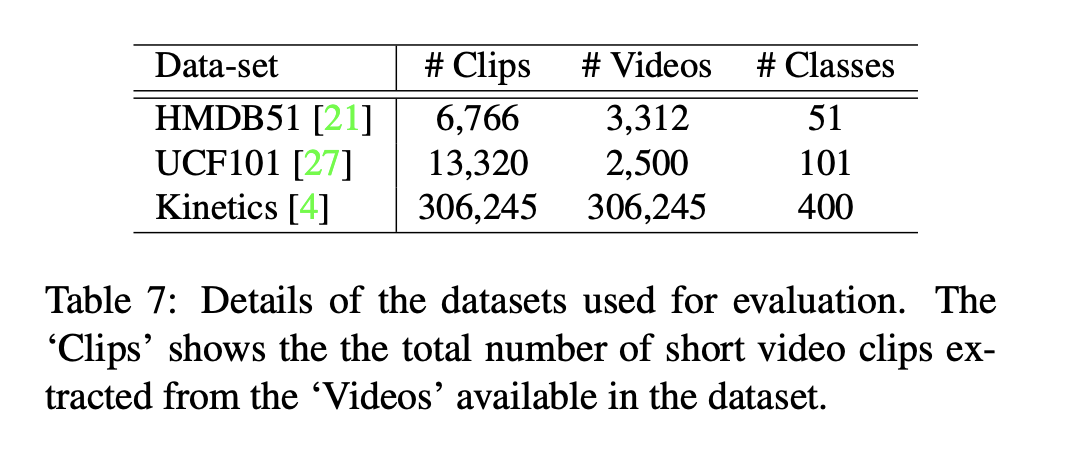 Data-set # Clips # Videos # Classes
HMDB51 [21] 6,766 3,312 51
UCF101 [27] 13,320 2,500 101
Kinetics [4] 306,245 306,245 400
Table 7: Details of the datasets used for evaluation. The
‘Clips’ shows the the total number of short video clips ex-
tracted from the ‘Videos’ available in the dataset.